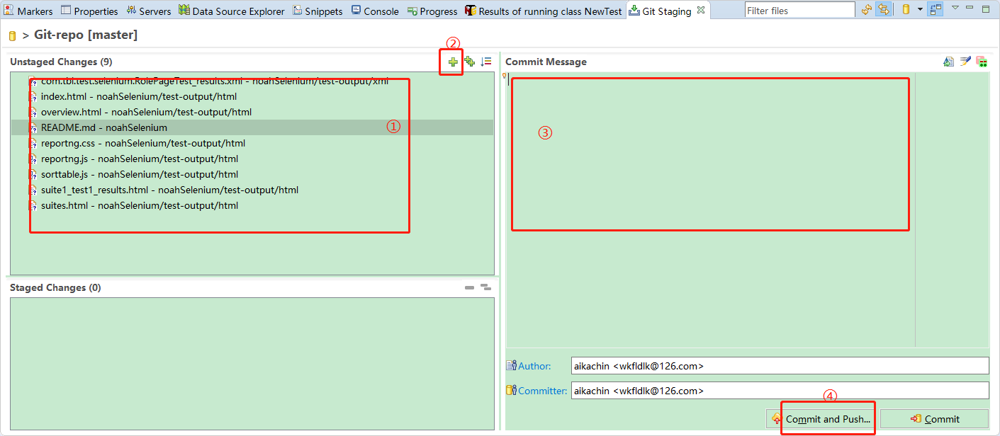 Markers Properties Servers Data Source Explorer Snippets Console Progress Results of running class NewTest Git Staging Filter files
> Git-repo [master]
②
Unstaged Changes (9)
com.tbl.test.selenium.RolePageTest_results.xml - noahSelenium/test-output/xml
index.html - noahSelenium/test-output/html
overview.html - noahSelenium/test-output/html
README.md - noahSelenium
①
reportng.css - noahSelenium/test-output/html
reportng.js - noahSelenium/test-output/html
sorttable.js - noahSelenium/test-output/html
suite1_test1_results.html - noahSelenium/test-output/html
suites.html - noahSelenium/test-output/html
Staged Changes (0)
Commit Message
③
Author: aikachin <wkfldlk@126.com>
Committer: aikachin <wkfldlk@126.com>
④
Commit and Push... Commit